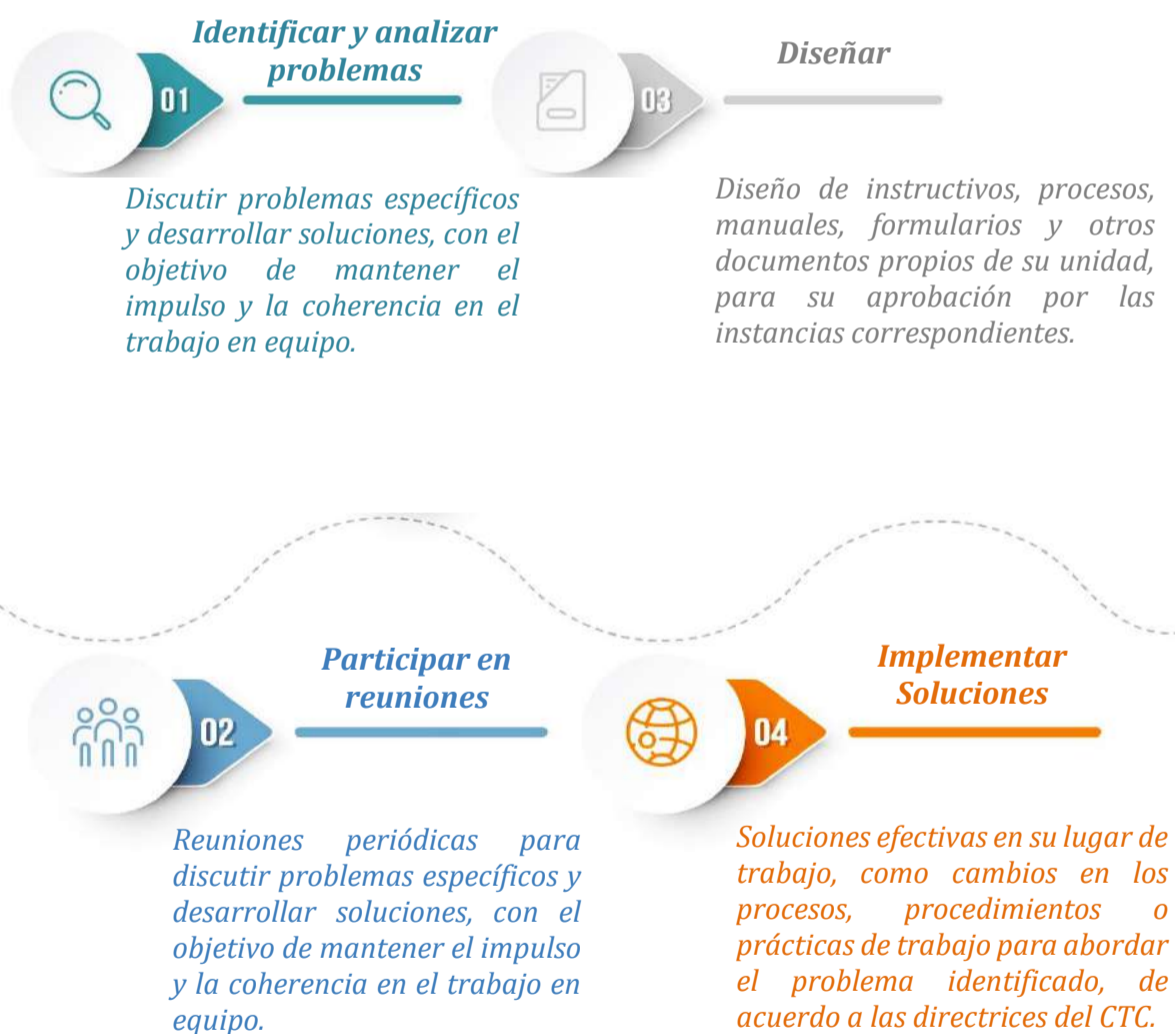 Identificar y analizar
problemas
01
Discutir problemas específicos
y desarrollar soluciones, con el
objetivo de mantener el
impulso y la coherencia en el
trabajo en equipo.
Diseñar
03
Diseño de instructivos, procesos,
manuales, formularios y otros
documentos propios de su unidad,
para su aprobación por las
instancias correspondientes.
Participar en
reuniones
02
Reuniones periódicas para
discutir problemas específicos y
desarrollar soluciones, con el
objetivo de mantener el impulso
y la coherencia en el trabajo en
equipo.
Implementar
Soluciones
04
Soluciones efectivas en su lugar de
trabajo, como cambios en los
procesos, procedimientos o
prácticas de trabajo para abordar
el problema identificado, de
acuerdo a las directrices del CTC.